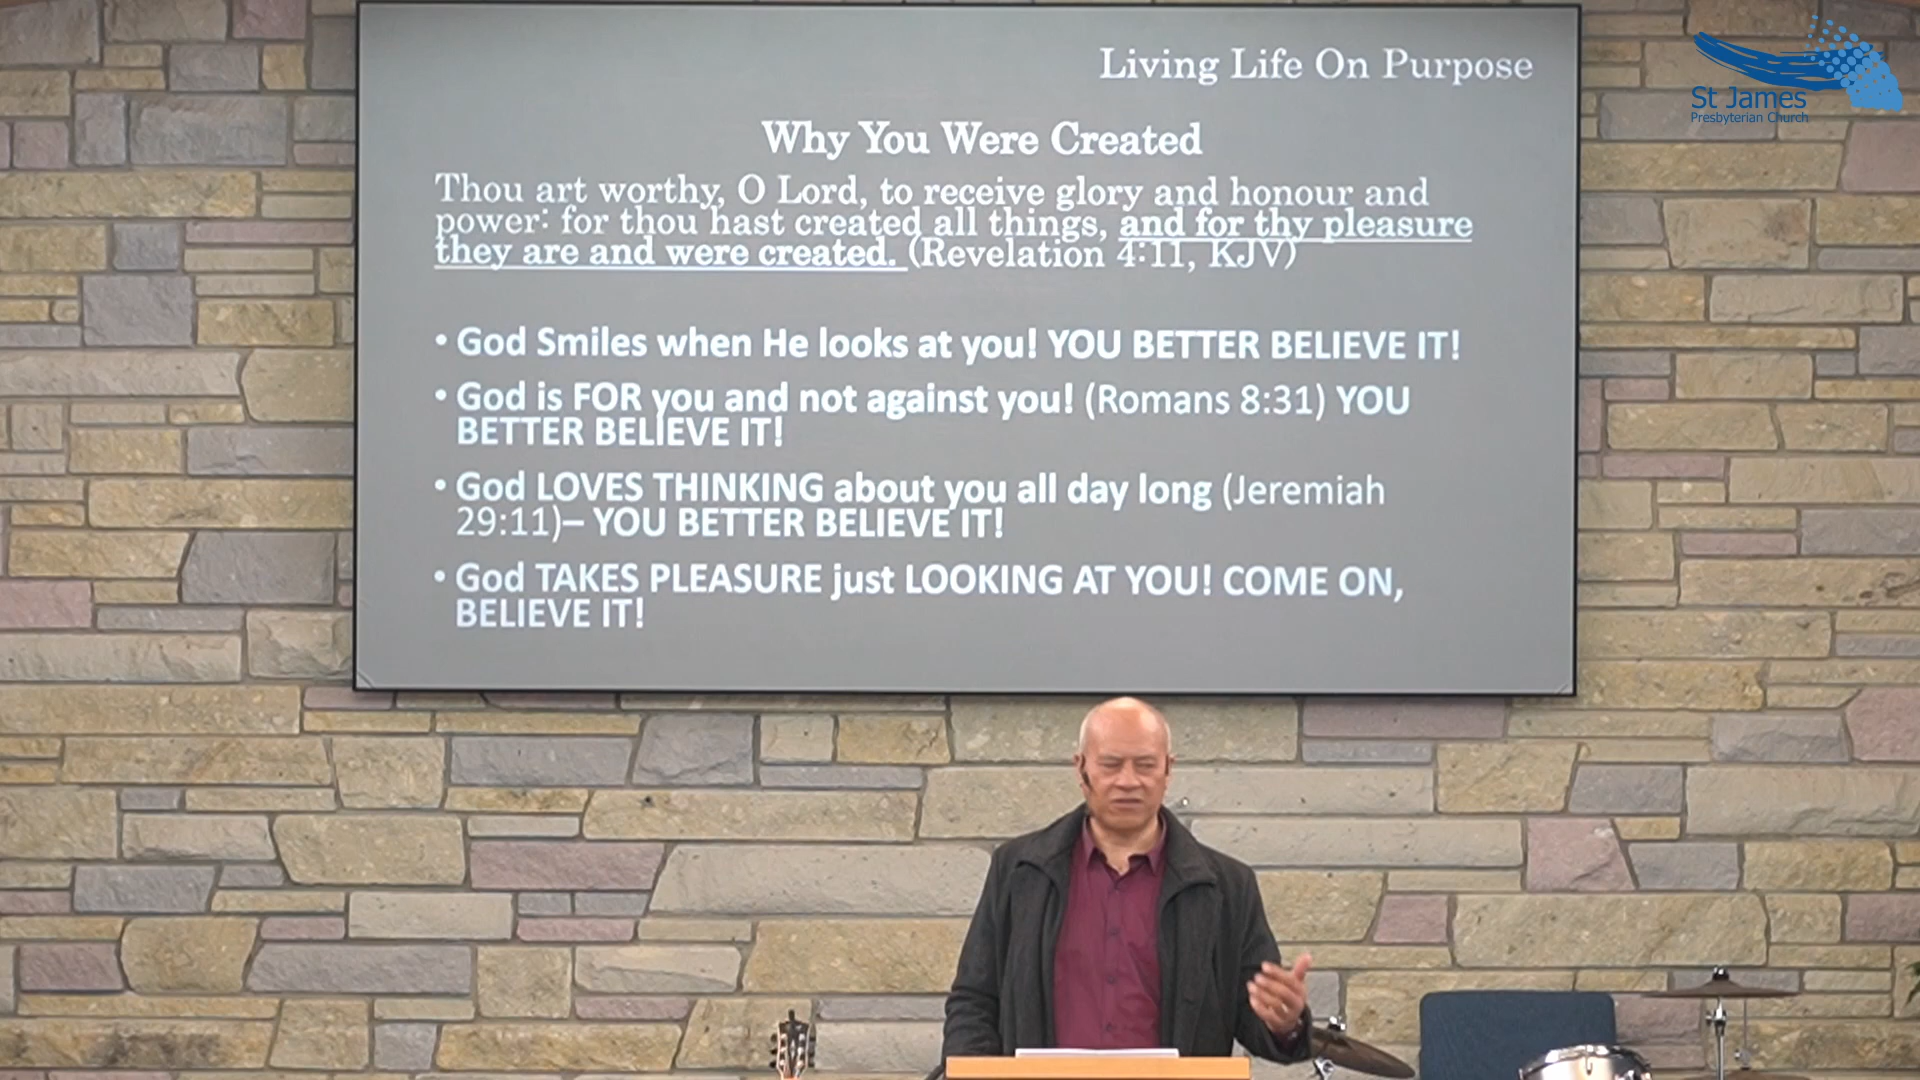 Living Life On Purpose
St James
Presbyterian Church
Why You Were Created
Thou art worthy, O Lord, to receive glory and honour and
power: for thou hast created all things, and for thy pleasure
they are and were created. (Revelation 4:11, KJV)
• God Smiles when He looks at you! YOU BETTER BELIEVE IT!
• God is FOR you and not against you! (Romans 8:31) YOU
BETTER BELIEVE IT!
• God LOVES THINKING about you all day long (Jeremiah
29:11)– YOU BETTER BELIEVE IT!
• God TAKES PLEASURE just LOOKING AT YOU! COME ON,
BELIEVE IT!